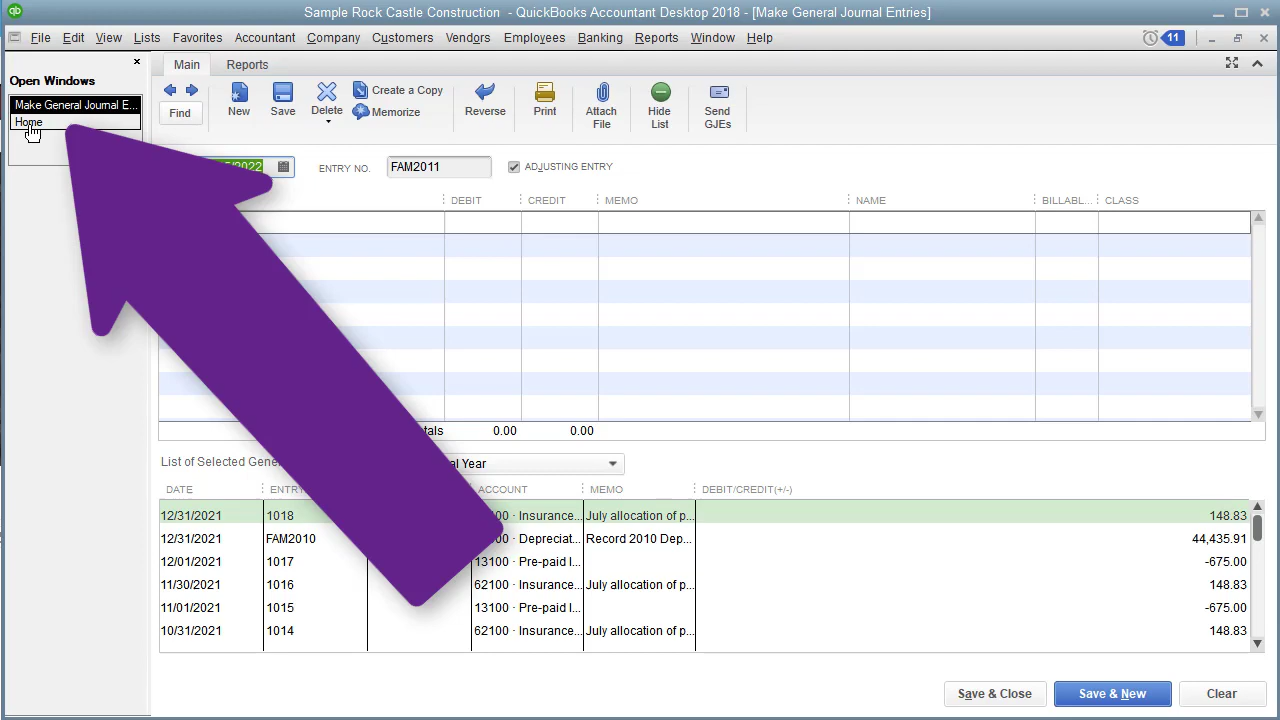 Sample Rock Castle Construction - QuickBooks Accountant Desktop 2018 - [Make General Journal Entries]
File Edit View Lists Favorites Accountant Company Customers Vendors Employees Banking Reports Window Help 11
Open Windows
Make General Journal E...
Home
Main Reports
Find
New
Save
Delete
Create a Copy
Memorize
Reverse
Print
Attach File
Hide List
Send GJEs
/2022 ENTRY NO. FAM2011 ADJUSTING ENTRY
DEBIT CREDIT MEMO NAME BILLABL... CLASS
0.00 0.00
List of Selected Year
DATE ENTRY ACCOUNT MEMO DEBIT/CREDIT(+/-)
12/31/2021 1018 Insurance... July allocation of p... 148.83
12/31/2021 FAM2010 Depreciat... Record 2010 Dep... 44,435.91
12/01/2021 1017 13100 · Pre-paid I... -675.00
11/30/2021 1016 62100 · Insurance... July allocation of p... 148.83
11/01/2021 1015 13100 · Pre-paid I... -675.00
10/31/2021 1014 62100 · Insurance... July allocation of p... 148.83
Save & Close Save & New Clear